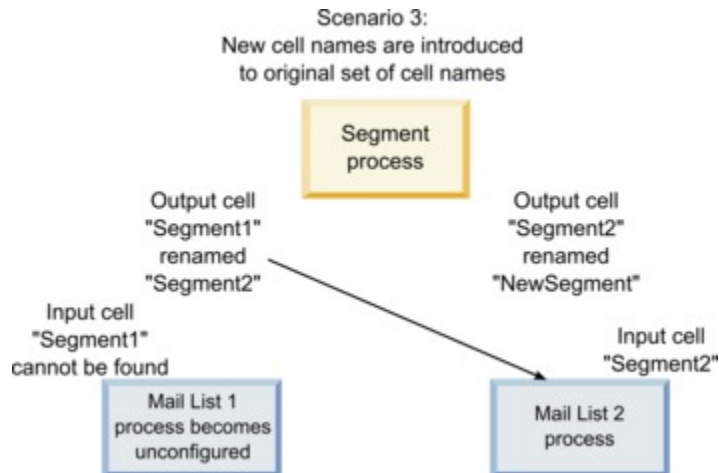 Scenario 3:
New cell names are introduced
to original set of cell names
Segment
process
Output cell
"Segment1"
renamed
"Segment2"
Output cell
"Segment2"
renamed
"NewSegment"
Input cell
"Segment1"
cannot be found
Input cell
"Segment2"
Mail List 1
process becomes
unconfigured
Mail List 2
process